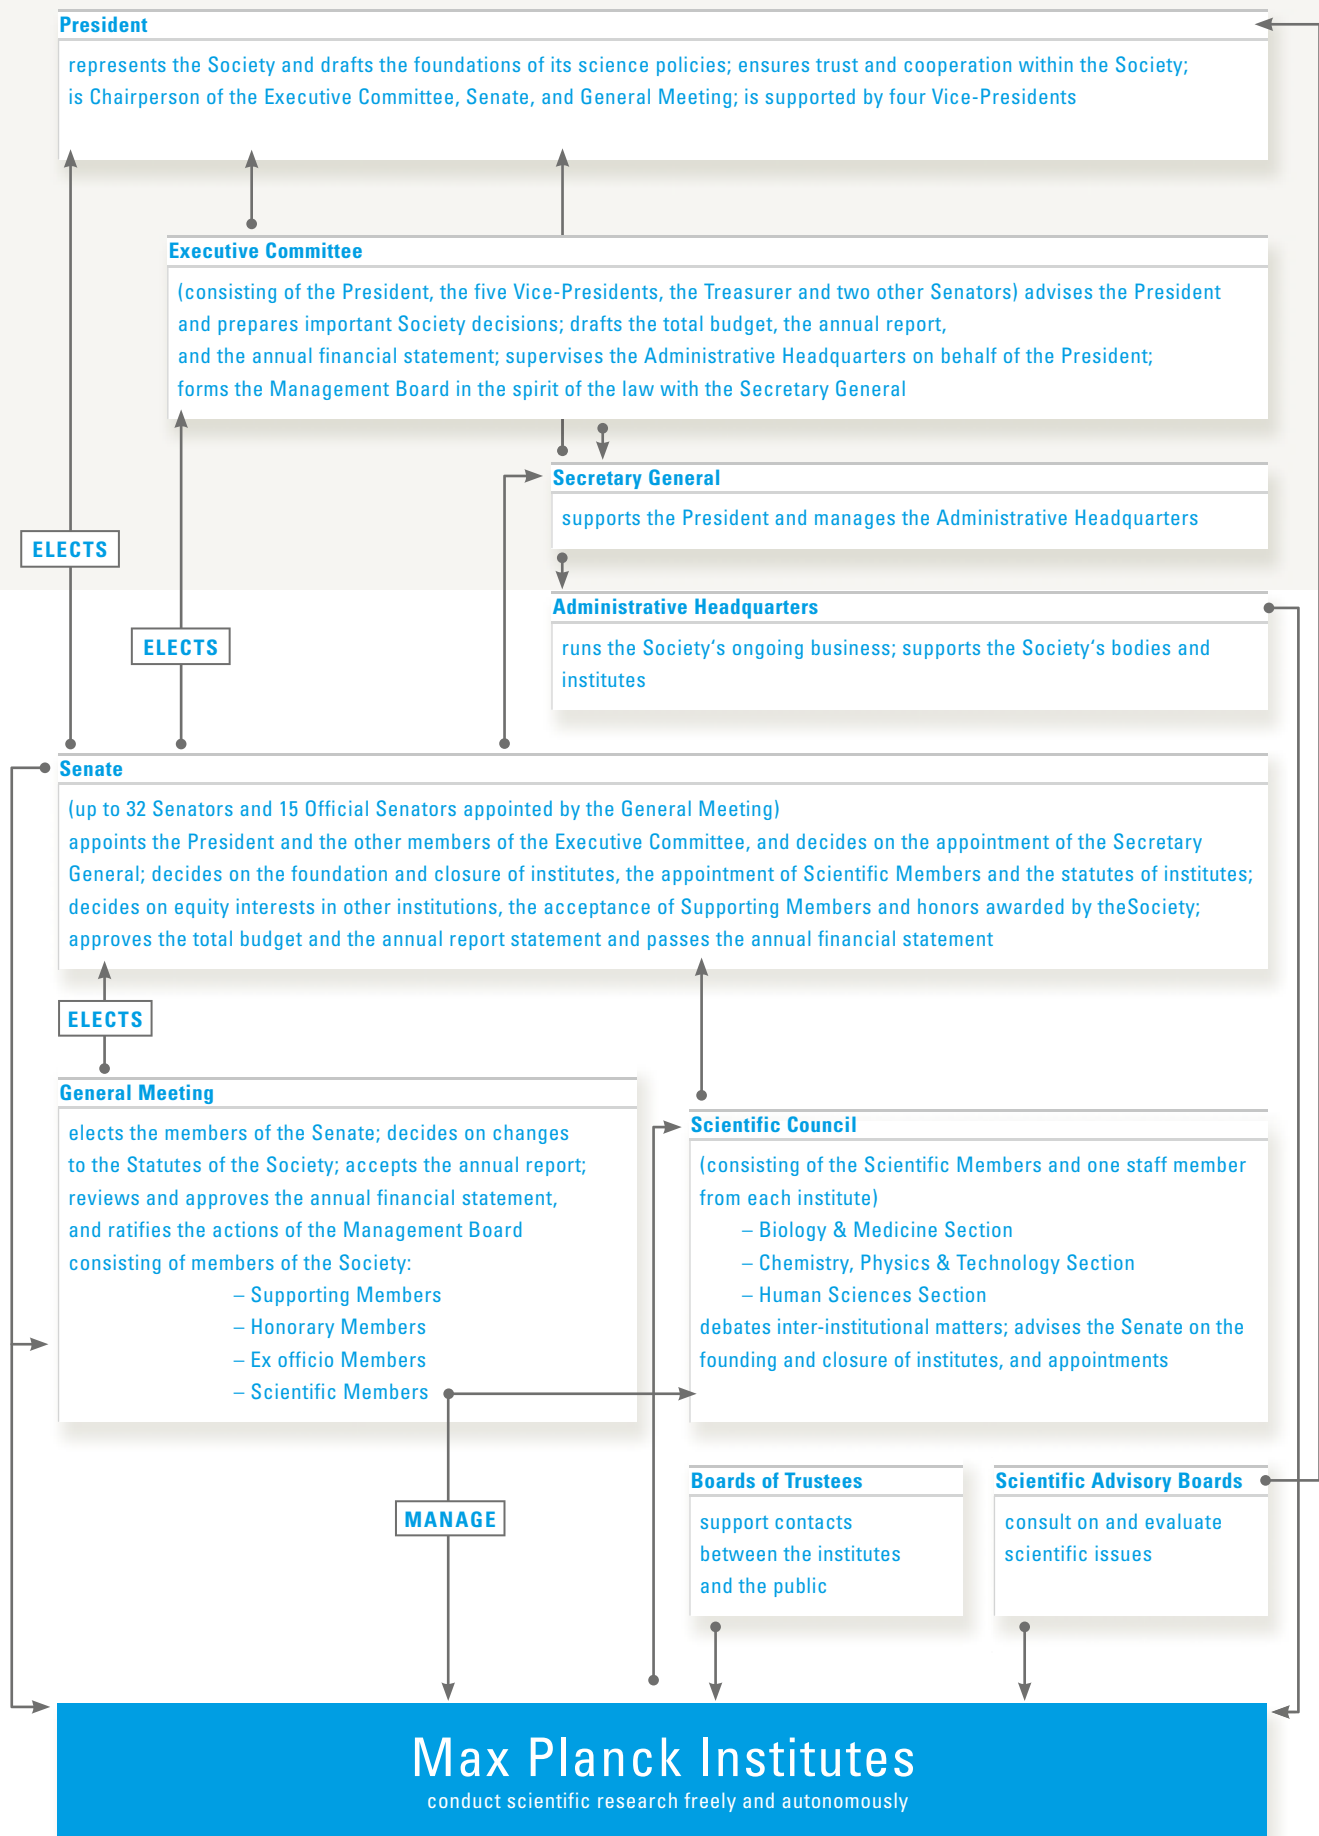 President
represents the Society and drafts the foundations of its science policies; ensures trust and cooperation within the Society;
is Chairperson of the Executive Committee, Senate, and General Meeting; is supported by four Vice-Presidents
Executive Committee
(consisting of the President, the five Vice-Presidents, the Treasurer and two other Senators) advises the President
and prepares important Society decisions; drafts the total budget, the annual report,
and the annual financial statement; supervises the Administrative Headquarters on behalf of the President;
forms the Management Board in the spirit of the law with the Secretary General
Secretary General
supports the President and manages the Administrative Headquarters
ELECTS
Administrative Headquarters
runs the Society‘s ongoing business; supports the Society‘s bodies and
institutes
ELECTS
Senate
(up to 32 Senators and 15 Official Senators appointed by the General Meeting)
appoints the President and the other members of the Executive Committee, and decides on the appointment of the Secretary
General; decides on the foundation and closure of institutes, the appointment of Scientific Members and the statutes of institutes;
decides on equity interests in other institutions, the acceptance of Supporting Members and honors awarded by theSociety;
approves the total budget and the annual report statement and passes the annual financial statement
ELECTS
General Meeting
elects the members of the Senate; decides on changes
to the Statutes of the Society; accepts the annual report;
reviews and approves the annual financial statement,
and ratifies the actions of the Management Board
consisting of members of the Society:
– Supporting Members
– Honorary Members
– Ex officio Members
– Scientific Members
Scientific Council
(consisting of the Scientific Members and one staff member
from each institute)
– Biology & Medicine Section
– Chemistry, Physics & Technology Section
– Human Sciences Section
debates inter-institutional matters; advises the Senate on the
founding and closure of institutes, and appointments
MANAGE
Boards of Trustees
support contacts
between the institutes
and the public
Scientific Advisory Boards
consult on and evaluate
scientific issues
Max Planck Institutes
conduct scientific research freely and autonomously